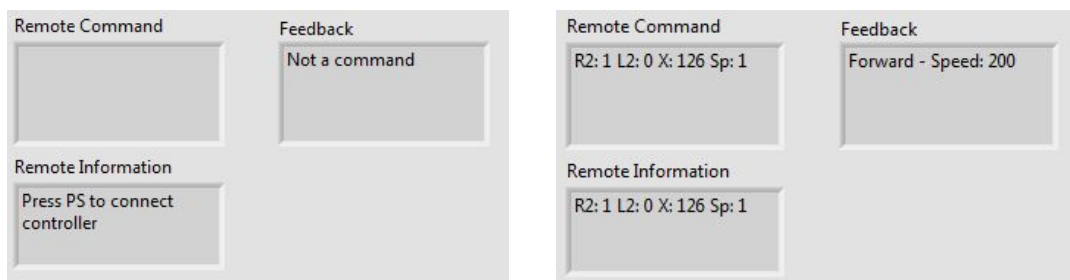 Remote Command
Feedback
Not a command
Remote Information
Press PS to connect
controller
Remote Command
R2: 1 L2: 0 X: 126 Sp: 1
Feedback
Forward - Speed: 200
Remote Information
R2: 1 L2: 0 X: 126 Sp: 1